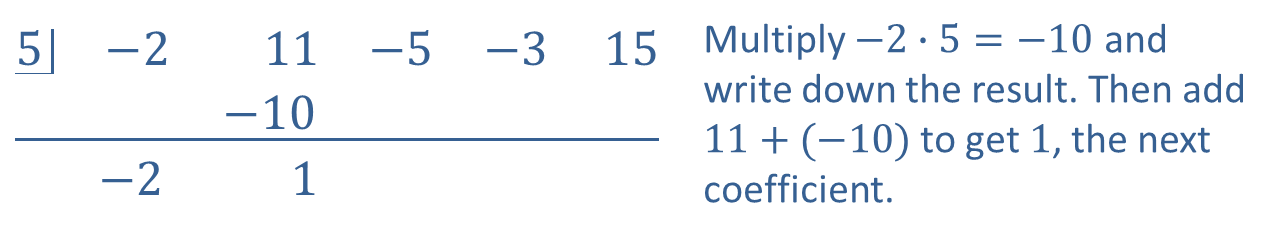 5| −2 11 −5 −3 15
−10
−2 1
Multiply −2 · 5 = −10 and
write down the result. Then add
11 + (−10) to get 1, the next
coefficient.